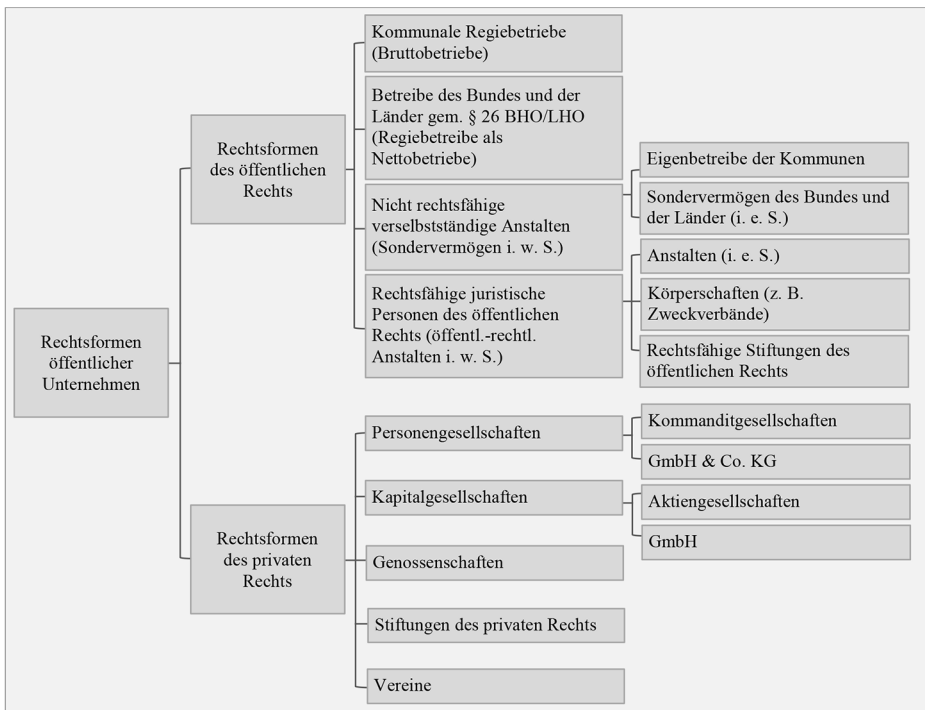 Rechtsformen
öffentlicher
Unternehmen
Rechtsformen
des öffentlichen
Rechts
Kommunale Regiebetriebe
(Bruttobetriebe)
Betreibe des Bundes und der
Länder gem. § 26 BHO/LHO
(Regiebetreibe als
Nettobetriebe)
Nicht rechtsfähige
verselbstständige Anstalten
(Sondervermögen i. w. S.)
Eigenbetreibe der Kommunen
Sondervermögen des Bundes und
der Länder (i. e. S.)
Rechtsfähige juristische
Personen des öffentlichen
Rechts (öffentl.-rechtl.
Anstalten i. w. S.)
Anstalten (i. e. S.)
Körperschaften (z. B.
Zweckverbände)
Rechtsfähige Stiftungen des
öffentlichen Rechts
Rechtsformen
des privaten
Rechts
Personengesellschaften
Kommanditgesellschaften
GmbH & Co. KG
Kapitalgesellschaften
Aktiengesellschaften
GmbH
Genossenschaften
Stiftungen des privaten Rechts
Vereine